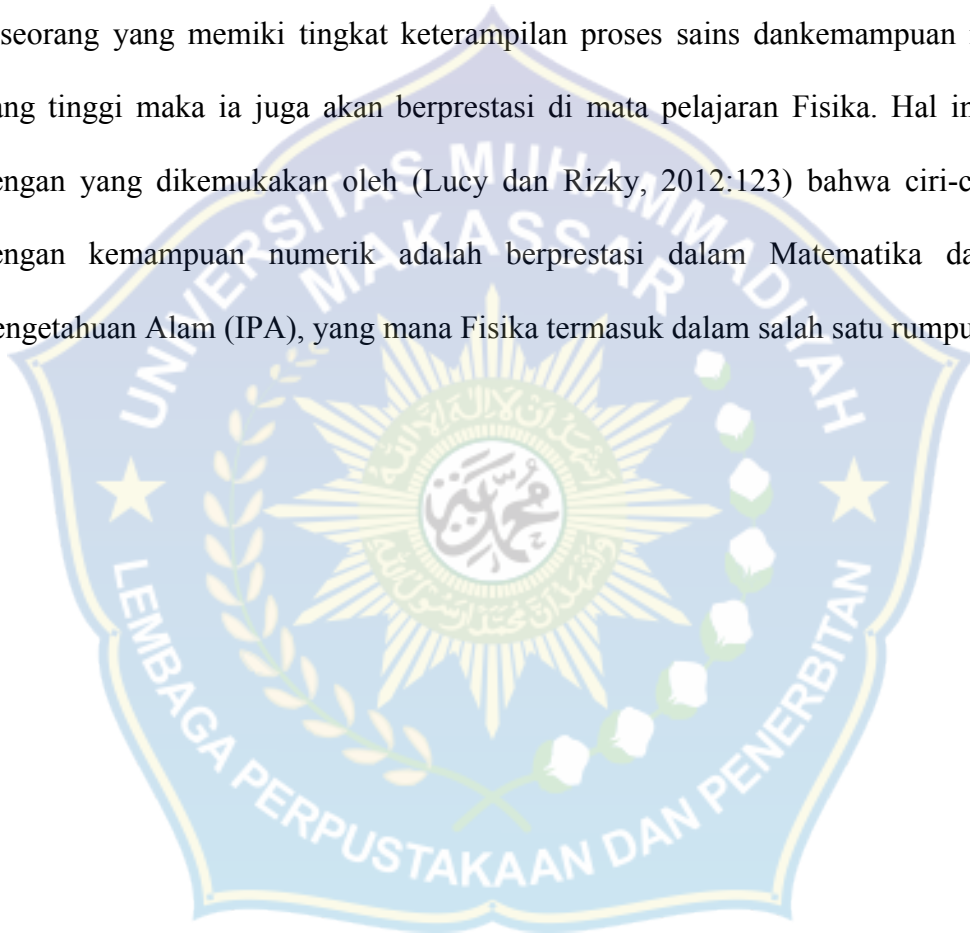 seorang yang memiki tingkat keterampilan proses sains dankemampuan
ang tinggi maka ia juga akan berprestasi di mata pelajaran Fisika. Hal in
engan yang dikemukakan oleh (Lucy dan Rizky, 2012:123) bahwa ciri-c
engan kemampuan numerik adalah berprestasi dalam Matematika da
engetahuan Alam (IPA), yang mana Fisika termasuk dalam salah satu rumpu
UNIVERSITAS MUHAMMADIYAH
MAKASSAR
LEMBAGA PERPUSTAKAAN DAN PENERBITAN